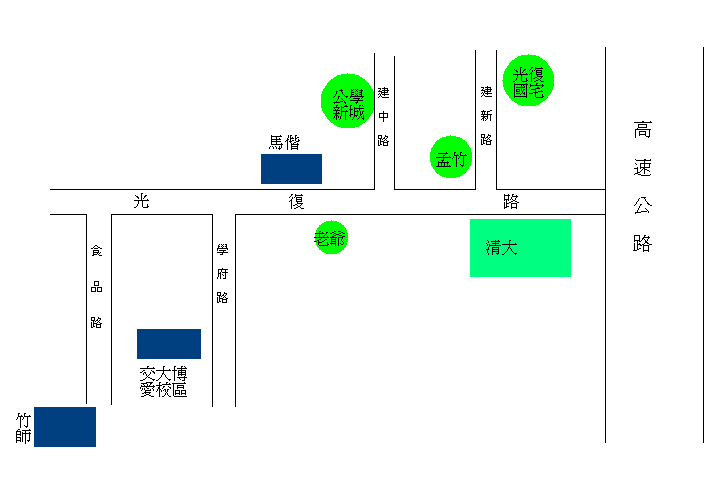 光復
國宅
公學
新城
建中路
建新路
高速公路
馬偕
孟竹
光復路
老爺
清大
食品路
學府路
交大博
愛校區
竹師